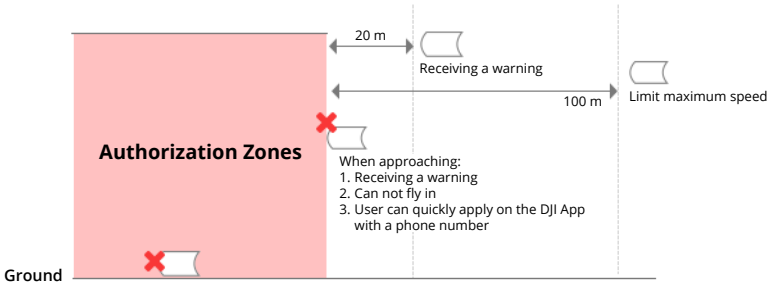 20 m
Receiving a warning
Limit maximum speed
100 m
Authorization Zones
When approaching:
1. Receiving a warning
2. Can not fly in
3. User can quickly apply on the DJI App
with a phone number
Ground